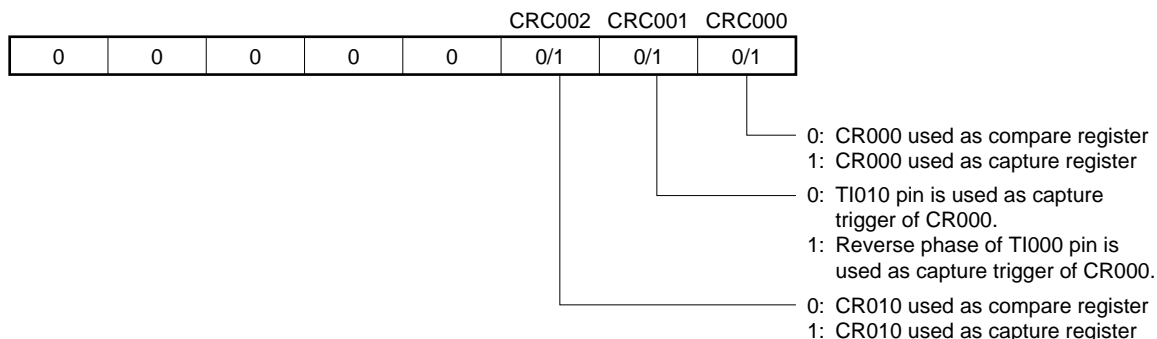 CRC002 CRC001 CRC000
0 0 0 0 0 0/1 0/1 0/1
0: CR000 used as compare register
1: CR000 used as capture register
0: TI010 pin is used as capture
trigger of CR000.
1: Reverse phase of TI000 pin is
used as capture trigger of CR000.
0: CR010 used as compare register
1: CR010 used as capture register